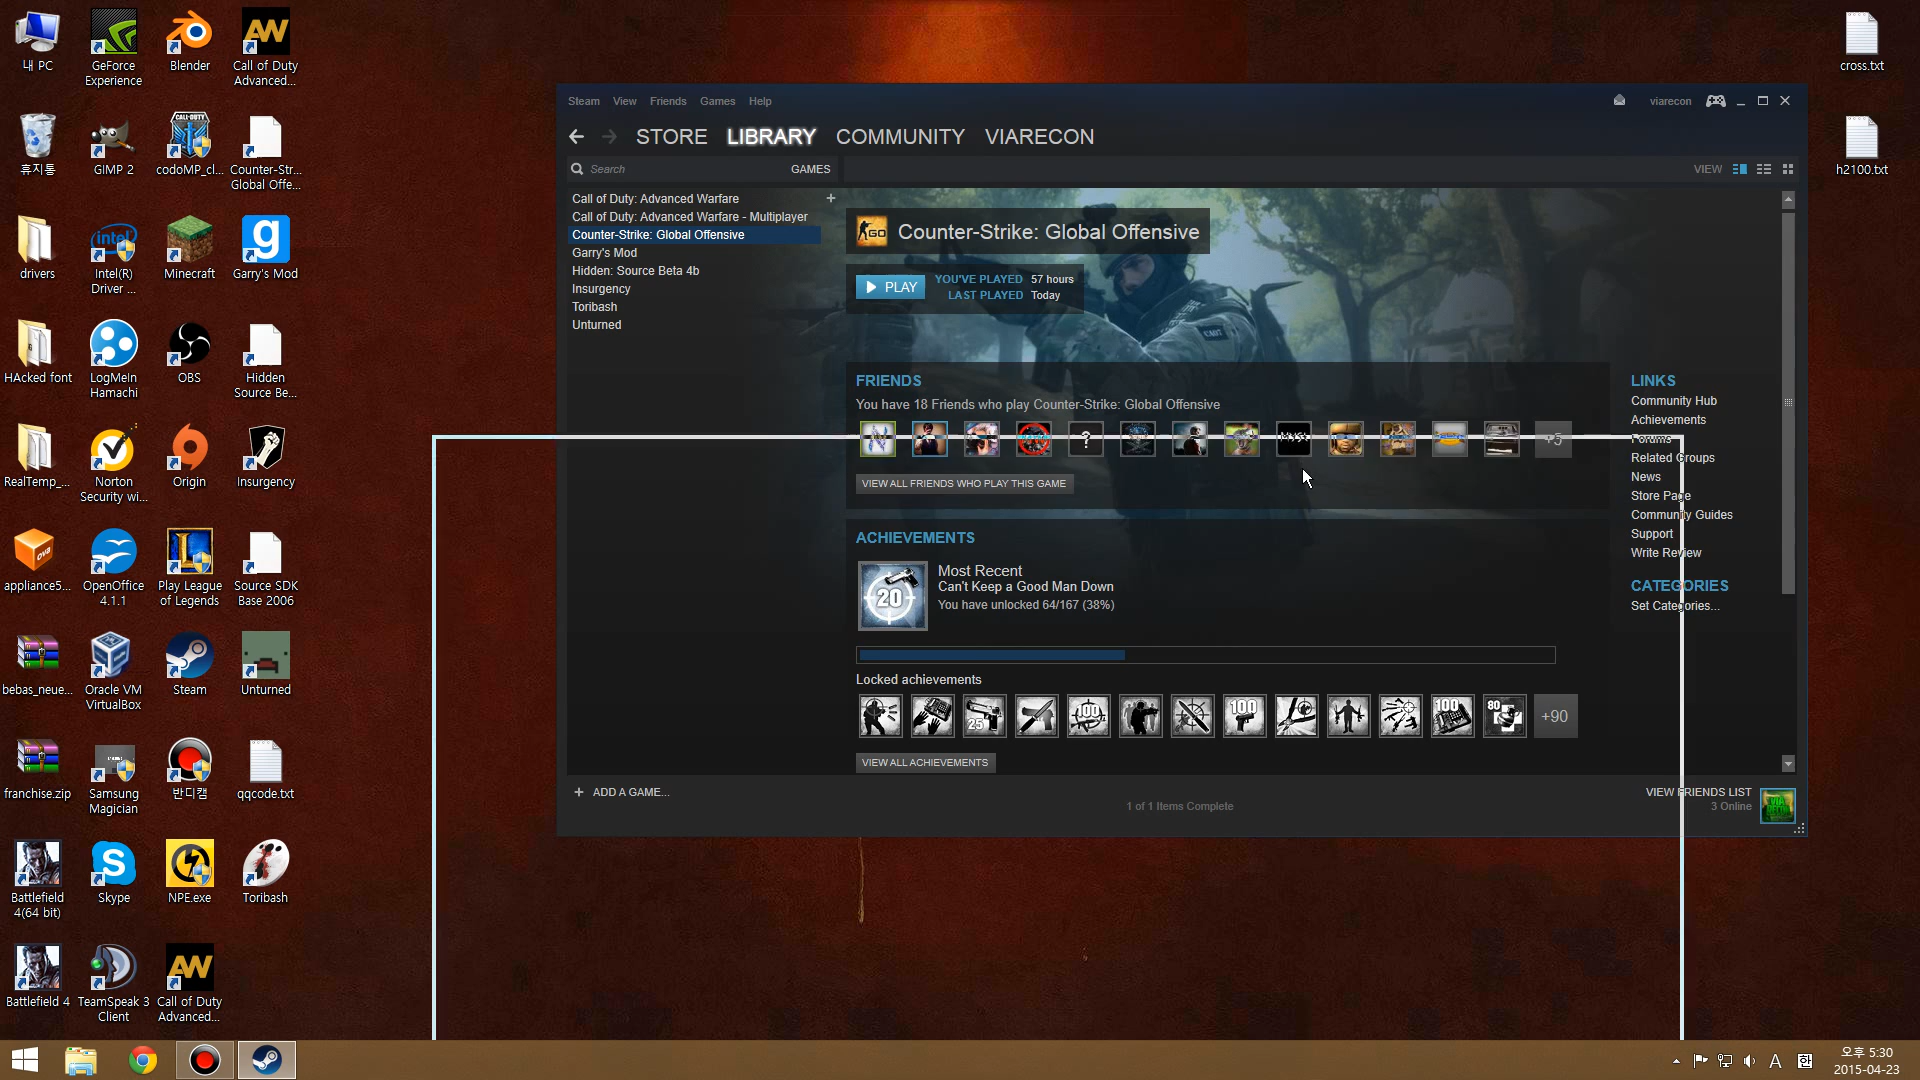 내 PC
GeForce
Experience
Blender
Call of Duty
Advanced...
휴지통
GIMP 2
codoMP_cl...
Counter-Str...
Global Offe...
drivers
Intel(R)
Driver ...
Minecraft
Garry's Mod
HAcked font
LogMeIn
Hamachi
OBS
Hidden
Source Be...
RealTemp_...
Norton
Security wi...
Origin
Insurgency
appliance5...
OpenOffice
4.1.1
Play League
of Legends
Source SDK
Base 2006
bebas_neue...
Oracle VM
VirtualBox
Steam
Unturned
franchise.zip
Samsung
Magician
반디캠
qqcode.txt
Battlefield
4(64 bit)
Skype
NPE.exe
Toribash
Battlefield 4
TeamSpeak 3
Client
Call of Duty
Advanced...
cross.txt
h2100.txt
Steam View Friends Games Help
viarecon
STORE LIBRARY COMMUNITY VIARECON
Search GAMES
VIEW
Call of Duty: Advanced Warfare +
Call of Duty: Advanced Warfare - Multiplayer
Counter-Strike: Global Offensive
Garry's Mod
Hidden: Source Beta 4b
Insurgency
Toribash
Unturned
GO
Counter-Strike: Global Offensive
PLAY
YOU'VE PLAYED 57 hours
LAST PLAYED Today
FRIENDS
You have 18 Friends who play Counter-Strike: Global Offensive
?
+5
VIEW ALL FRIENDS WHO PLAY THIS GAME
ACHIEVEMENTS
20
Most Recent
Can't Keep a Good Man Down
You have unlocked 64/167 (38%)
Locked achievements
25
100
100
100
80
+90
VIEW ALL ACHIEVEMENTS
LINKS
Community Hub
Achievements
Forums
Related Groups
News
Store Page
Community Guides
Support
Write Review
CATEGORIES
Set Categories...
+ ADD A GAME...
1 of 1 Items Complete
VIEW FRIENDS LIST
3 Online
A
한
오후 5:30
2015-04-23